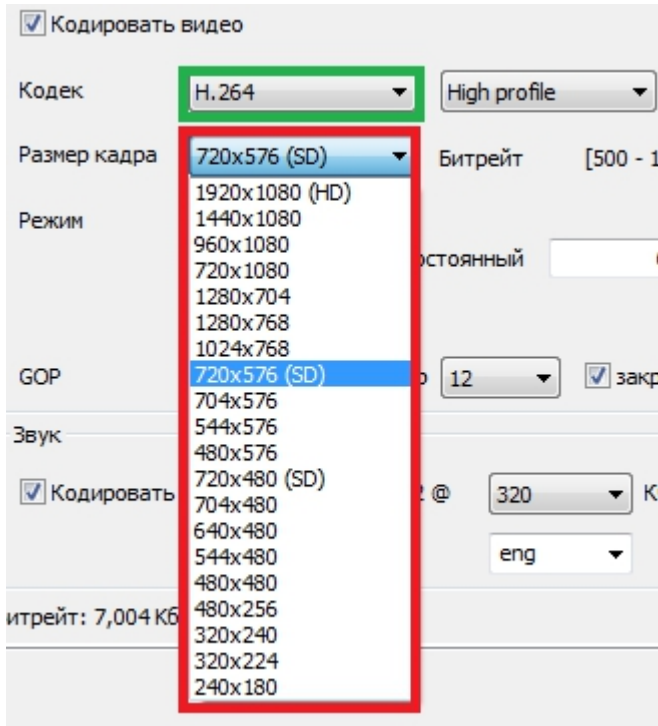 Кодировать видео
Кодек H.264 High profile
Размер кадра 720x576 (SD) Битрейт [500 - 1
1920x1080 (HD)
1440x1080
Режим
960x1080
остоянный
720x1080
1280x704
1280x768
1024x768
GOP 720x576 (SD) 12 закр
704x576
544x576
Звук
480x576
720x480 (SD)
Кодировать 2 @ 320 К
704x480
640x480
544x480
eng
480x480
480x256
итрейт: 7,004 Кб
320x240
320x224
240x180